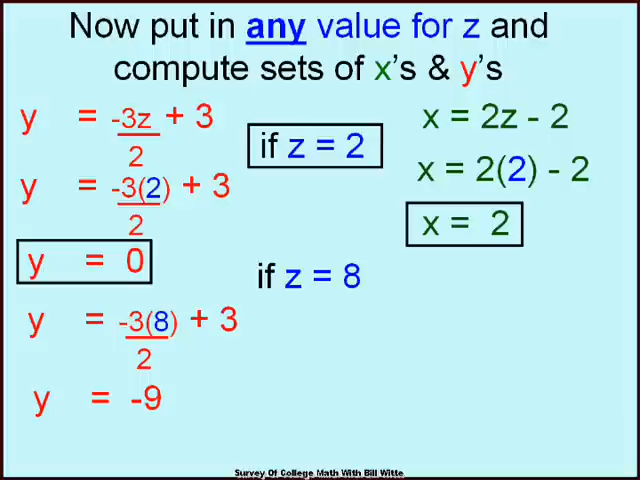 Now put in any value for z and
compute sets of x's & y's
y = -3z + 3
2
if z = 2
x = 2z - 2
y = -3(2) + 3
2
x = 2(2) - 2
y = 0
x = 2
if z = 8
y = -3(8) + 3
2
y = -9
Survey Of College Math With Bill Witte